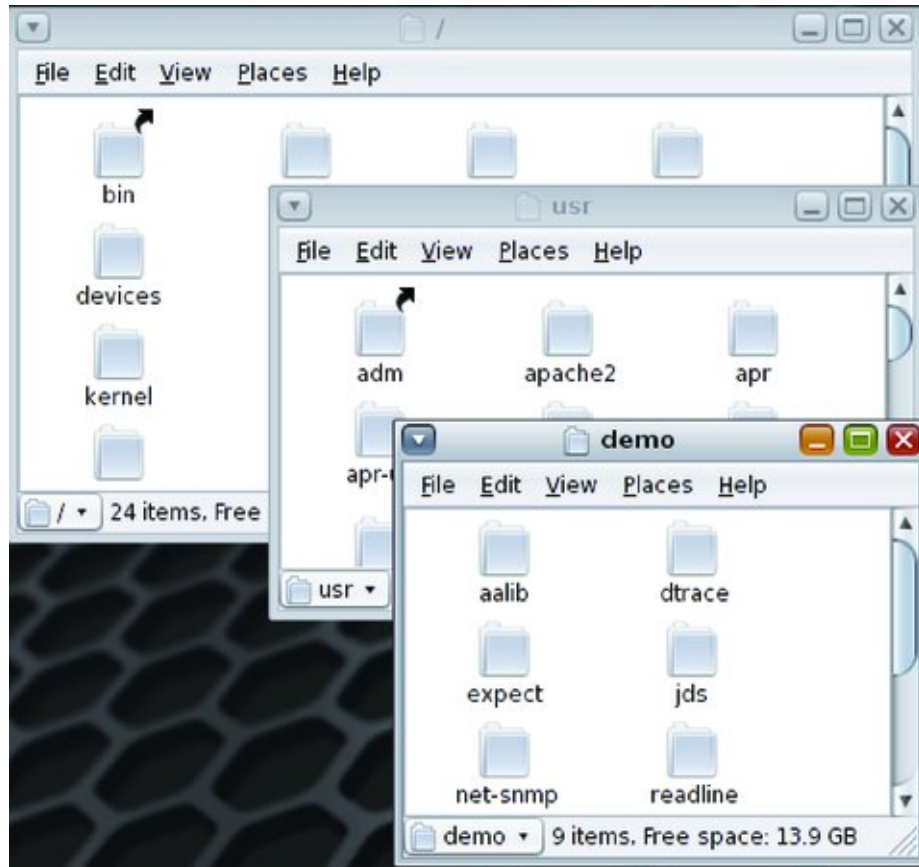 /
File Edit View Places Help
bin
devices
kernel
/ 24 items, Free
usr
File Edit View Places Help
adm apache2 apr
apr-u
usr
demo
File Edit View Places Help
aalib dtrace
expect jds
net-snmp readline
demo 9 items, Free space: 13.9 GB